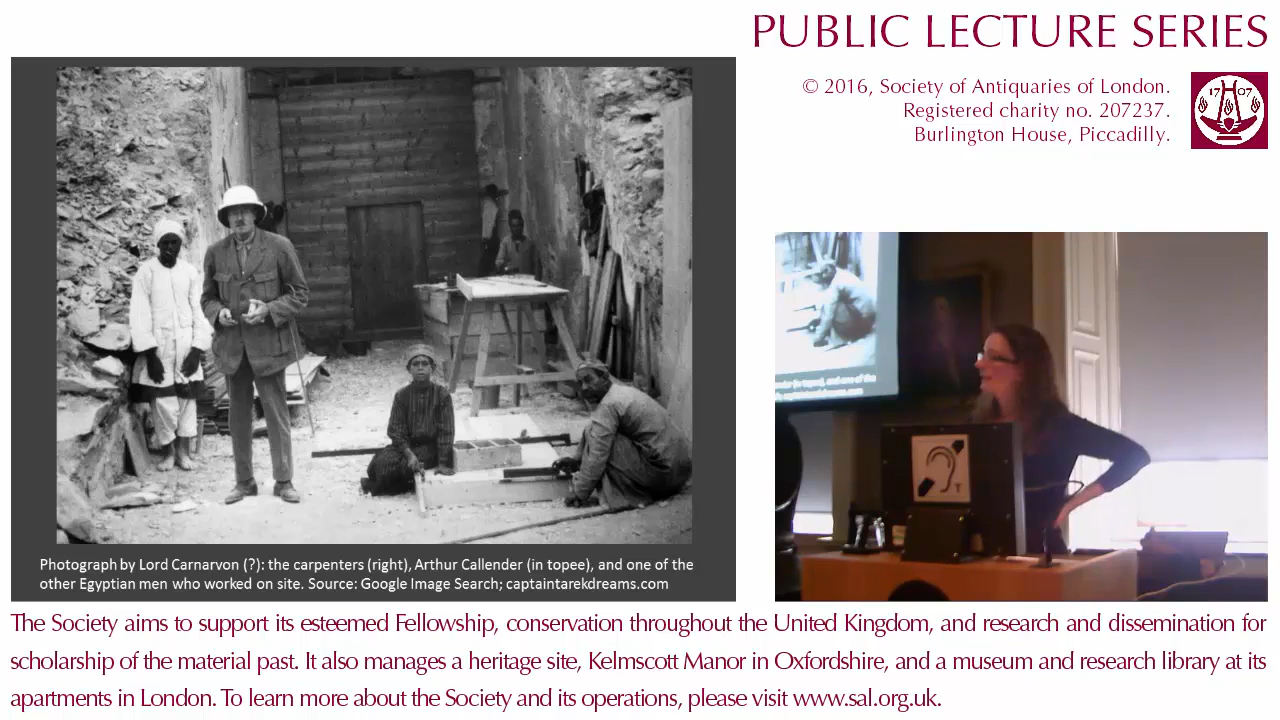 PUBLIC LECTURE SERIES
© 2016, Society of Antiquaries of London.
Registered charity no. 207237.
Burlington House, Piccadilly.
17 07
Photograph by Lord Carnarvon (?): the carpenters (right), Arthur Callender (in topee), and one of the
other Egyptian men who worked on site. Source: Google Image Search; captaintarekdreams.com
T
The Society aims to support its esteemed Fellowship, conservation throughout the United Kingdom, and research and dissemination for
scholarship of the material past. It also manages a heritage site, Kelmscott Manor in Oxfordshire, and a museum and research library at its
apartments in London. To learn more about the Society and its operations, please visit www.sal.org.uk.